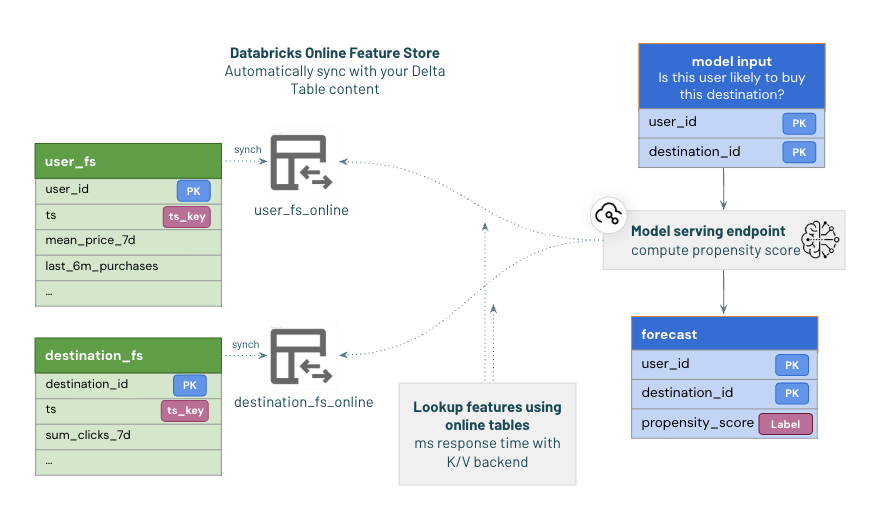 Databricks Online Feature Store
Automatically sync with your Delta
Table content
model input
Is this user likely to buy
this destination?
user_id PK
destination_id PK
user_fs
user_id PK
ts ts_key
mean_price_7d
last_6m_purchases
...
synch
user_fs_online
Model serving endpoint
compute propensity score
destination_fs
destination_id PK
ts ts_key
sum_clicks_7d
...
synch
destination_fs_online
Lookup features using
online tables
ms response time with
K/V backend
forecast
user_id PK
destination_id PK
propensity_score Label